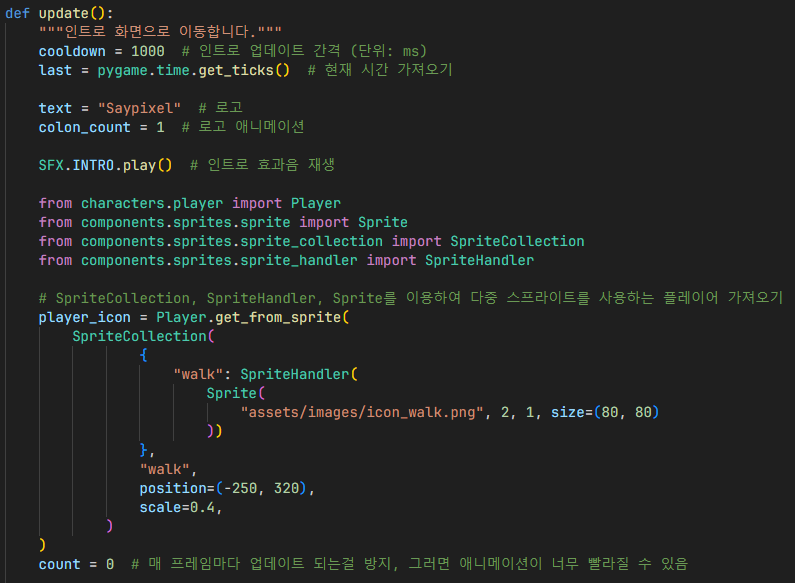 def update():
    """인트로 화면으로 이동합니다."""
    cooldown = 1000  # 인트로 업데이트 간격 (단위: ms)
    last = pygame.time.get_ticks()  # 현재 시간 가져오기

    text = "Saypixel"  # 로고
    colon_count = 1  # 로고 애니메이션

    SFX.INTRO.play()  # 인트로 효과음 재생

    from characters.player import Player
    from components.sprites.sprite import Sprite
    from components.sprites.sprite_collection import SpriteCollection
    from components.sprites.sprite_handler import SpriteHandler

    # SpriteCollection, SpriteHandler, Sprite를 이용하여 다중 스프라이트를 사용하는 플레이어 가져오기
    player_icon = Player.get_from_sprite(
        SpriteCollection(
                {
                    "walk": SpriteHandler(
                        Sprite(
                            "assets/images/icon_walk.png", 2, 1, size=(80, 80)
                        ))
                },
                "walk",
                position=(-250, 320),
                scale=0.4,
            )
    )
    count = 0  # 매 프레임마다 업데이트 되는걸 방지, 그러면 애니메이션이 너무 빨라질 수 있음